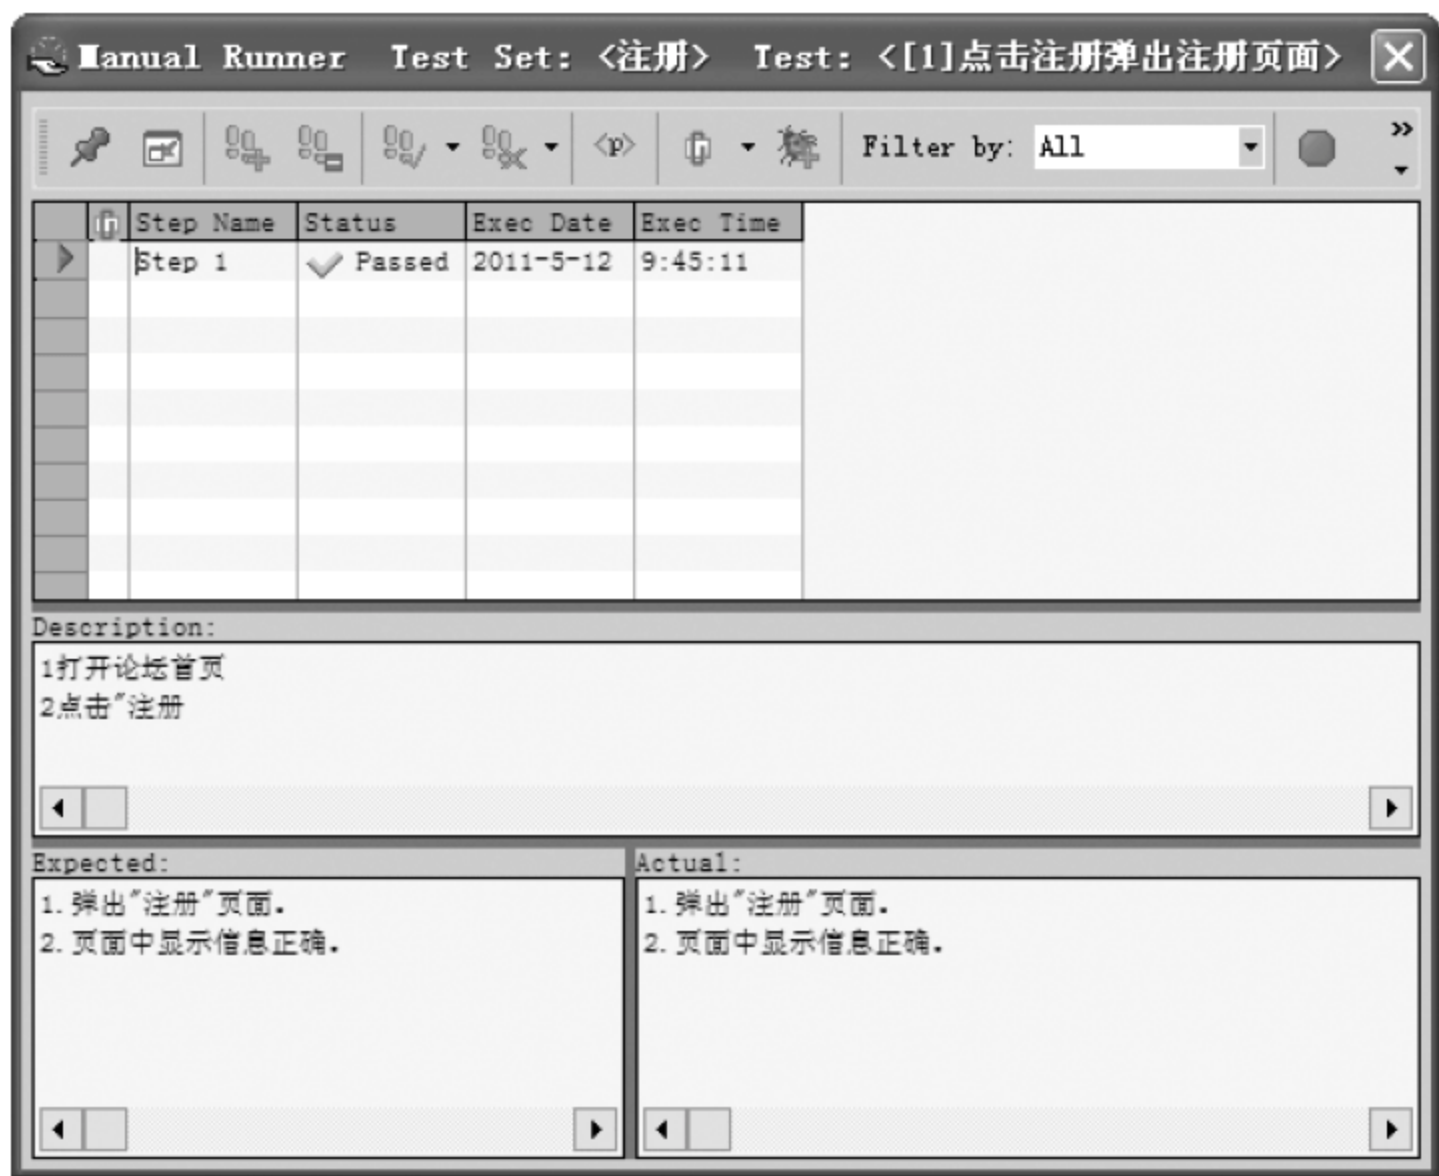 Manual Runner Test Set: <注册> Test: <[1]点击注册弹出注册页面>
<p> Filter by: All
Step Name Status Exec Date Exec Time
Step 1 Passed 2011-5-12 9:45:11
Description:
1打开论坛首页
2点击"注册
Expected:
1. 弹出"注册"页面.
2. 页面中显示信息正确.
Actual:
1. 弹出"注册"页面.
2. 页面中显示信息正确.